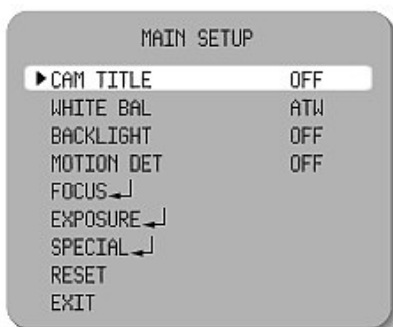 MAIN SETUP
▶CAM TITLE OFF
WHITE BAL ATW
BACKLIGHT OFF
MOTION DET OFF
FOCUS↵
EXPOSURE↵
SPECIAL↵
RESET
EXIT